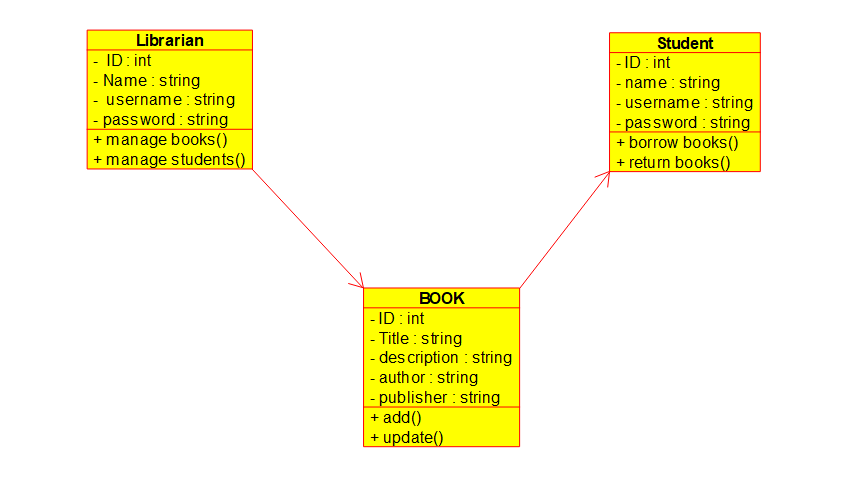 Librarian
-  ID : int
- Name : string
-  username : string
- password : string
+ manage books()
+ manage students()
Student
- ID : int
- name : string
- username : string
- password : string
+ borrow books()
+ return books()
BOOK
- ID : int
- Title : string
- description : string
- author : string
- publisher : string
+ add()
+ update()